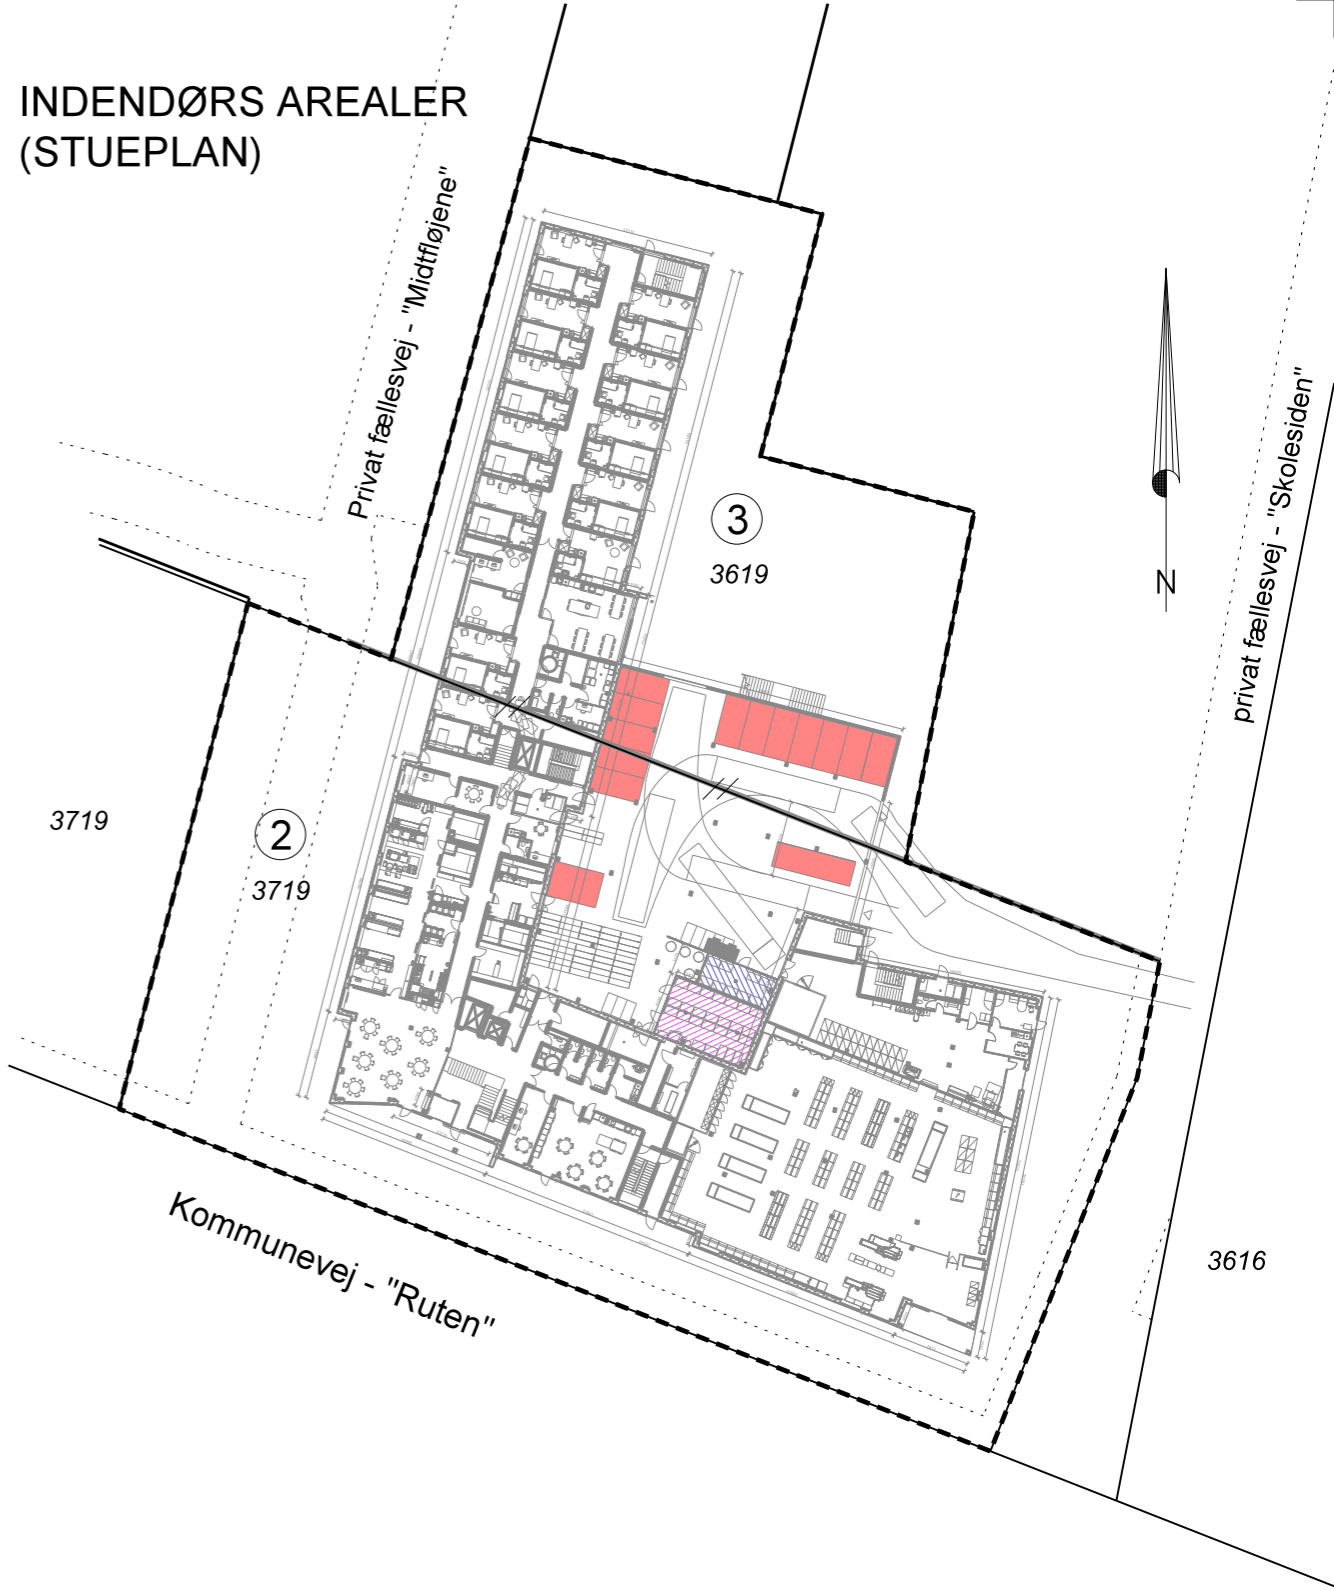 INDENDØRS AREALER
(STUEPLAN)
Privat fællesvej - "Midtfløjene"
privat fællesvej - "Skolesiden"
3
3619
N
3719
2
3719
Kommunevej - "Ruten"
3616